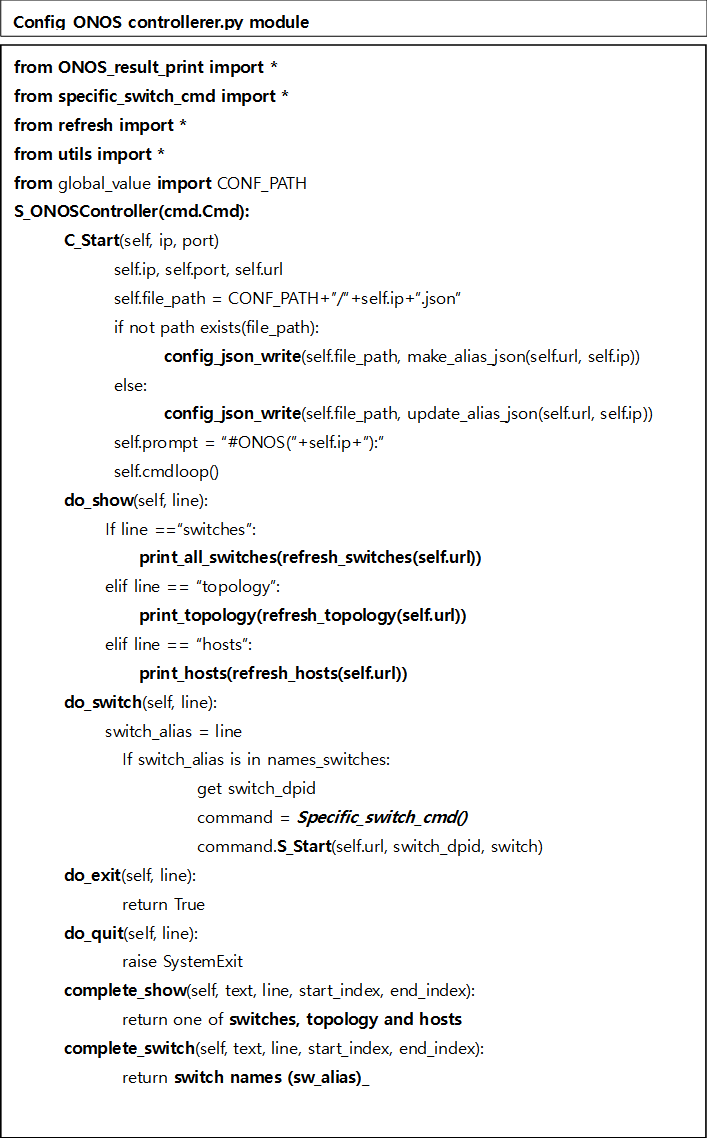 Config ONOS controllerer.py module
from ONOS_result_print import *
from specific_switch_cmd import *
from refresh import *
from utils import *
from global_value import CONF_PATH
S_ONOSController(cmd.Cmd):
C_Start(self, ip, port)
self.ip, self.port, self.url
self.file_path = CONF_PATH+”/”+self.ip+”.json”
if not path exists(file_path):
config_json_write(self.file_path, make_alias_json(self.url, self.ip))
else:
config_json_write(self.file_path, update_alias_json(self.url, self.ip))
self.prompt = “#ONOS(”+self.ip+”):”
self.cmdloop()
do_show(self, line):
If line ==“switches”:
print_all_switches(refresh_switches(self.url))
elif line == “topology”:
print_topology(refresh_topology(self.url))
elif line == “hosts”:
print_hosts(refresh_hosts(self.url))
do_switch(self, line):
switch_alias = line
If switch_alias is in names_switches:
get switch_dpid
command = Specific_switch_cmd()
command.S_Start(self.url, switch_dpid, switch)
do_exit(self, line):
return True
do_quit(self, line):
raise SystemExit
complete_show(self, text, line, start_index, end_index):
return one of switches, topology and hosts
complete_switch(self, text, line, start_index, end_index):
return switch names (sw_alias)_